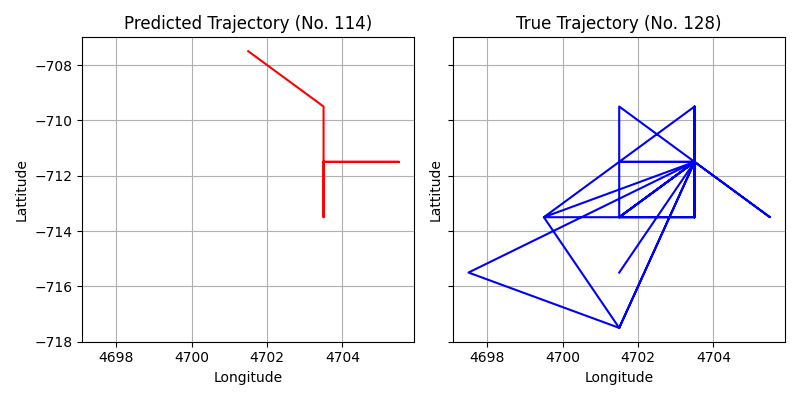 Predicted Trajectory (No. 114)
True Trajectory (No. 128)
Lattitude
−708
−710
−712
−714
−716
−718
4698
4700
4702
4704
Longitude
Lattitude
4698
4700
4702
4704
Longitude